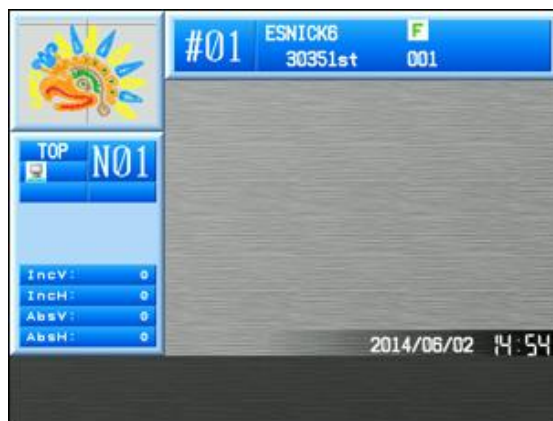 #01 ESNICK6 F
30351st 001
TOP N01
IncV: 0
IncH: 0
AbsV: 0
AbsH: 0
2014/06/02 14:54